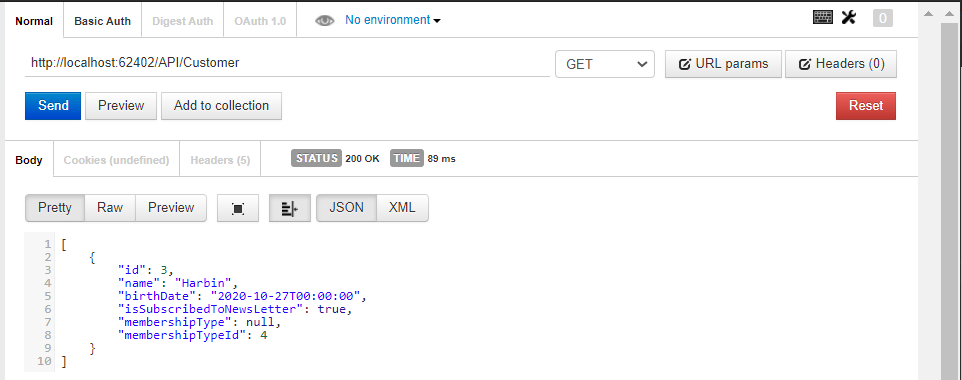 Normal Basic Auth Digest Auth OAuth 1.0 No environment 0
http://localhost:62402/API/Customer GET URL params Headers (0)
Send Preview Add to collection Reset
Body Cookies (undefined) Headers (5) STATUS 200 OK TIME 89 ms
Pretty Raw Preview JSON XML
1 [
2 {
3 "id": 3,
4 "name": "Harbin",
5 "birthDate": "2020-10-27T00:00:00",
6 "isSubscribedToNewsLetter": true,
7 "membershipType": null,
8 "membershipTypeId": 4
9 }
10 ]